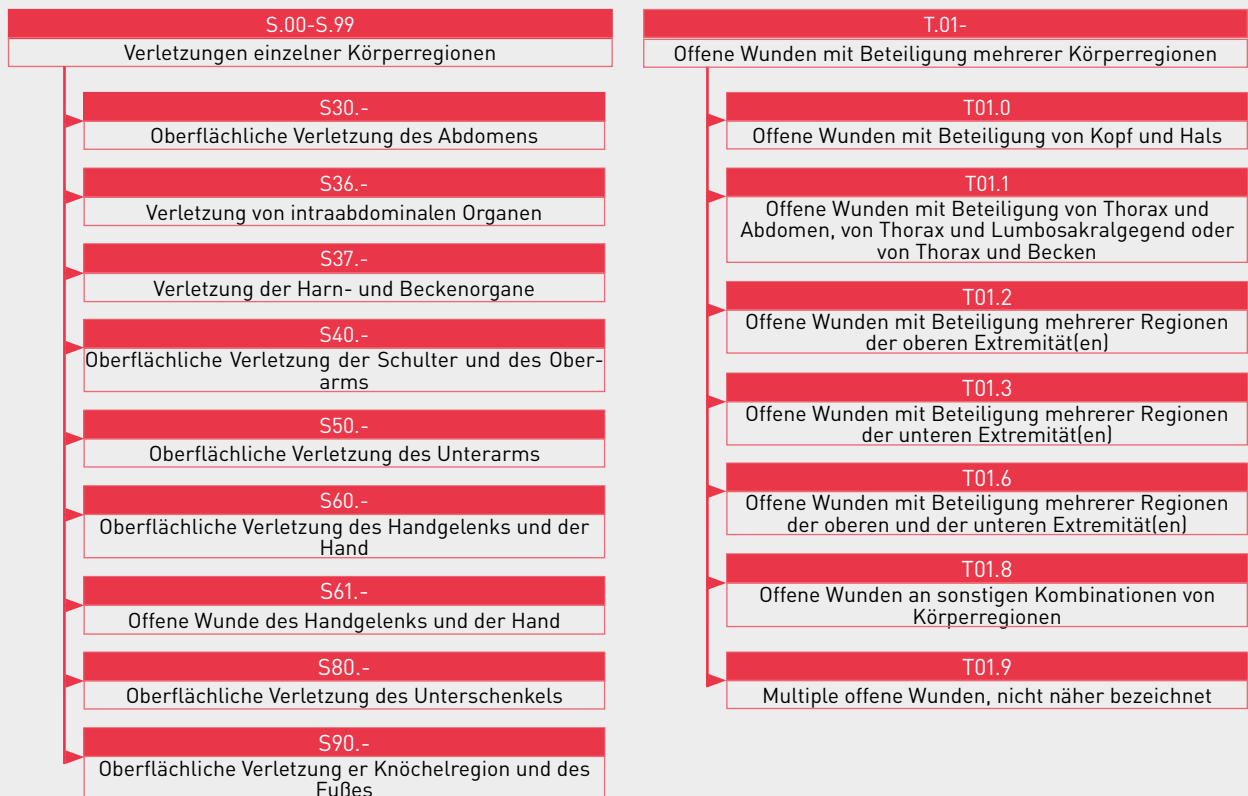 S.00-S.99
Verletzungen einzelner Körperregionen
S30.-
Oberflächliche Verletzung des Abdomens
S36.-
Verletzung von intraabdominalen Organen
S37.-
Verletzung der Harn- und Beckenorgane
S40.-
Oberflächliche Verletzung der Schulter und des Ober-
arms
S50.-
Oberflächliche Verletzung des Unterarms
S60.-
Oberflächliche Verletzung des Handgelenks und der
Hand
S61.-
Offene Wunde des Handgelenks und der Hand
S80.-
Oberflächliche Verletzung des Unterschenkels
S90.-
Oberflächliche Verletzung er Knöchelregion und des
Fußes
T.01-
Offene Wunden mit Beteiligung mehrerer Körperregionen
T01.0
Offene Wunden mit Beteiligung von Kopf und Hals
T01.1
Offene Wunden mit Beteiligung von Thorax und
Abdomen, von Thorax und Lumbosakralgegend oder
von Thorax und Becken
T01.2
Offene Wunden mit Beteiligung mehrerer Regionen
der oberen Extremität(en)
T01.3
Offene Wunden mit Beteiligung mehrerer Regionen
der unteren Extremität(en)
T01.6
Offene Wunden mit Beteiligung mehrerer Regionen
der oberen und der unteren Extremität(en)
T01.8
Offene Wunden an sonstigen Kombinationen von
Körperregionen
T01.9
Multiple offene Wunden, nicht näher bezeichnet